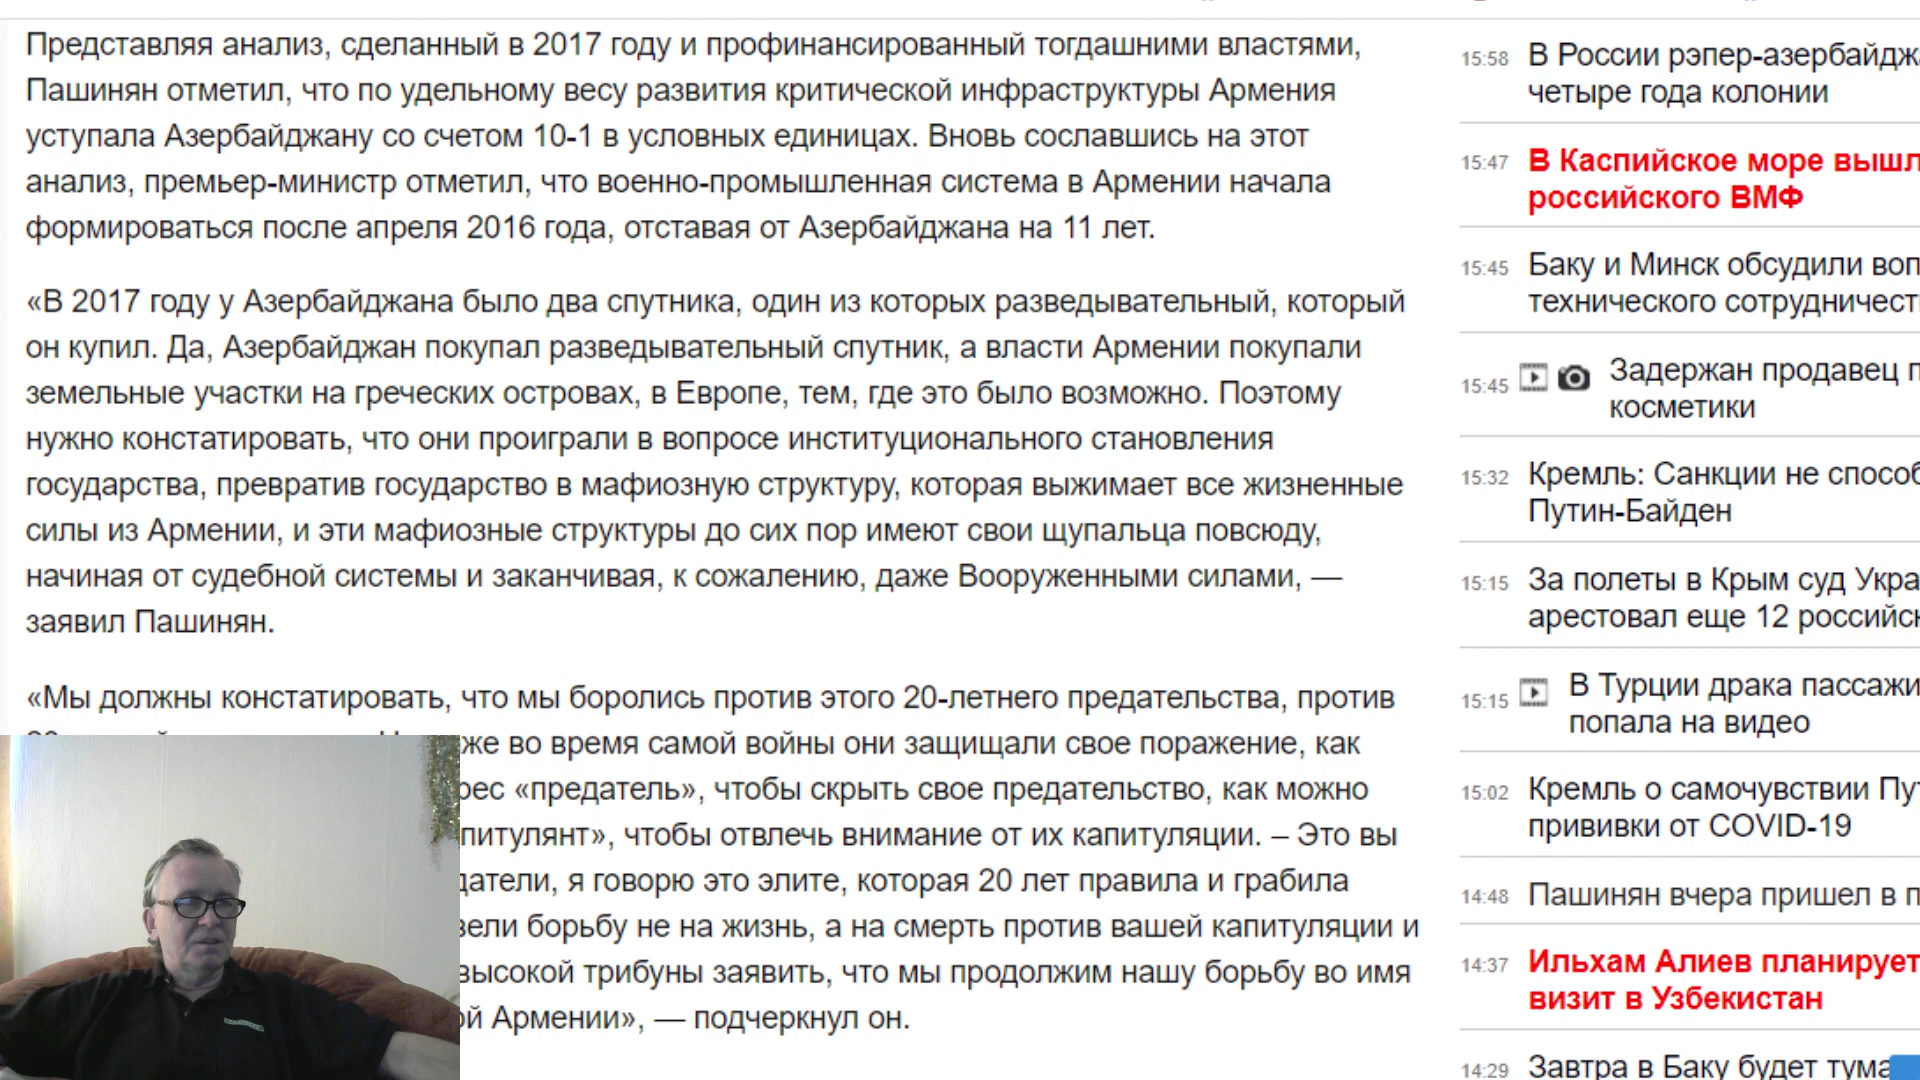 Представляя анализ, сделанный в 2017 году и профинансированный тогдашними властями,
Пашинян отметил, что по удельному весу развития критической инфраструктуры Армения
уступала Азербайджану со счетом 10-1 в условных единицах. Вновь сославшись на этот
анализ, премьер-министр отметил, что военно-промышленная система в Армении начала
формироваться после апреля 2016 года, отставая от Азербайджана на 11 лет.
«В 2017 году у Азербайджана было два спутника, один из которых разведывательный, который
он купил. Да, Азербайджан покупал разведывательный спутник, а власти Армении покупали
земельные участки на греческих островах, в Европе, тем, где это было возможно. Поэтому
нужно констатировать, что они проиграли в вопросе институционального становления
государства, превратив государство в мафиозную структуру, которая выжимает все жизненные
силы из Армении, и эти мафиозные структуры до сих пор имеют свои щупальца повсюду,
начиная от судебной системы и заканчивая, к сожалению, даже Вооруженными силами, —
заявил Пашинян.
«Мы должны констатировать, что мы боролись против этого 20-летнего предательства, против
же во время самой войны они защищали свое поражение, как
рес «предатель», чтобы скрыть свое предательство, как можно
питулянт», чтобы отвлечь внимание от их капитуляции. – Это вы
датели, я говорю это элите, которая 20 лет правила и грабила
вели борьбу не на жизнь, а на смерть против вашей капитуляции и
высокой трибуны заявить, что мы продолжим нашу борьбу во имя
ой Армении», — подчеркнул он.
15:58 В России рэпер-азербайдж
четыре года колонии
15:47 В Каспийское море вышл
российского ВМФ
15:45 Баку и Минск обсудили воп
технического сотрудничест
15:45 Задержан продавец п
косметики
15:32 Кремль: Санкции не способ
Путин-Байден
15:15 За полеты в Крым суд Укра
арестовал еще 12 российск
15:15 В Турции драка пассажи
попала на видео
15:02 Кремль о самочувствии Пут
прививки от COVID-19
14:48 Пашинян вчера пришел в п
14:37 Ильхам Алиев планирует
визит в Узбекистан
14:29 Завтра в Баку будет тума